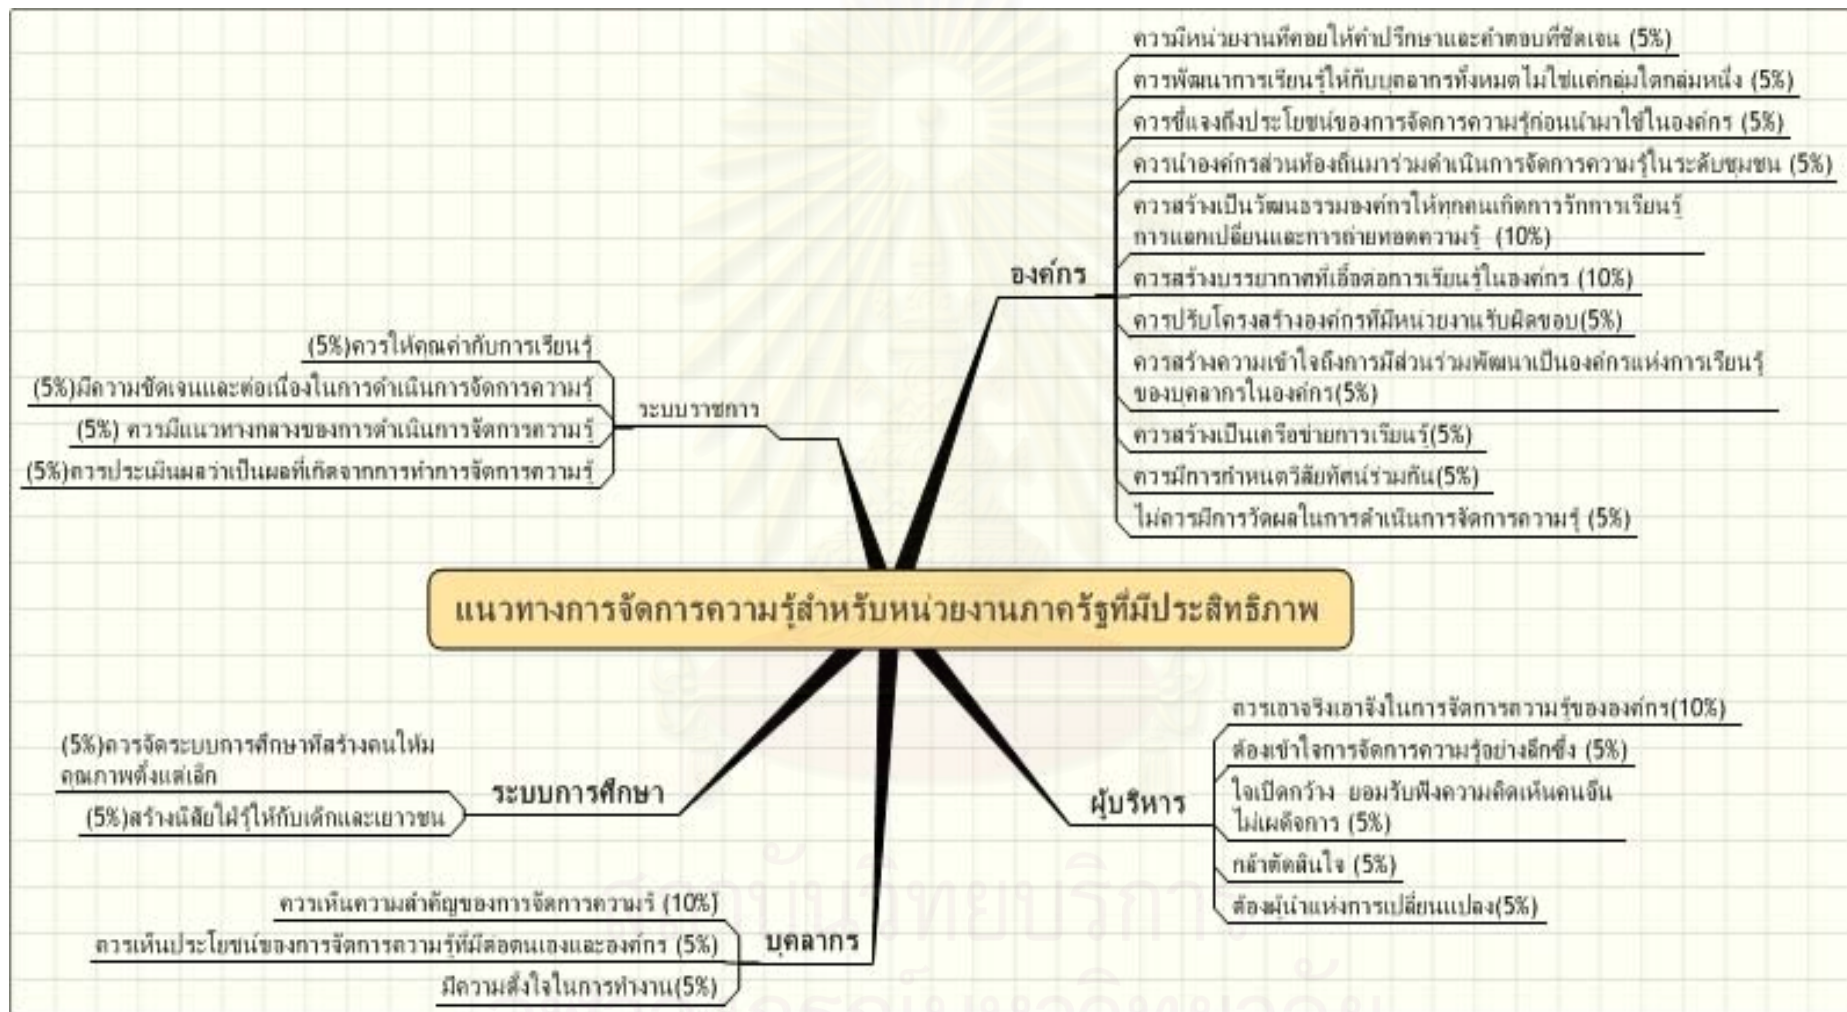 ควรมีหน่วยงานที่คอยให้คำปรึกษาและคำตอบที่ชัดเจน (5%)
ควรพัฒนาการเรียนรู้ให้กับบุคลากรทั้งหมดไม่ใช่แค่กลุ่มใดกลุ่มหนึ่ง (5%)
ควรชี้แจงถึงประโยชน์ของการจัดการความรู้ก่อนนำมาใช้ในองค์กร (5%)
ควรนำองค์กรส่วนท้องถิ่นมาร่วมดำเนินการจัดการความรู้ในระดับชุมชน (5%)
ควรสร้างเป็นวัฒนธรรมองค์กรให้ทุกคนเกิดการรักการเรียนรู้
การแลกเปลี่ยนและการถ่ายทอดความรู้ (10%)
องค์กร
ควรสร้างบรรยากาศที่เอื้อต่อการเรียนรู้ในองค์กร (10%)
ควรปรับโครงสร้างองค์กรที่มีหน่วยงานรับผิดชอบ(5%)
ควรสร้างความเข้าใจถึงการมีส่วนร่วมพัฒนาเป็นองค์กรแห่งการเรียนรู้
ของบุคลากรในองค์กร(5%)
ควรสร้างเป็นเครือข่ายการเรียนรู้(5%)
ควรมีการกำหนดวิสัยทัศน์ร่วมกัน(5%)
ไม่ควรมีการวัดผลในการดำเนินการจัดการความรู้ (5%)
(5%)ควรให้คุณค่ากับการเรียนรู้
(5%)มีความชัดเจนและต่อเนื่องในการดำเนินการจัดการความรู้
ระบบราชการ
(5%) ควรมีแนวทางกลางของการดำเนินการจัดการความรู้
(5%)ควรประเมินผลว่าเป็นผลที่เกิดจากการทำการจัดการความรู้
แนวทางการจัดการความรู้สำหรับหน่วยงานภาครัฐที่มีประสิทธิภาพ
(5%)ควรจัดระบบการศึกษาที่สร้างคนให้มี
คุณภาพตั้งแต่เล็ก
ระบบการศึกษา
(5%)สร้างนิสัยใฝ่รู้ให้กับเด็กและเยาวชน
ควรเอาจริงเอาจังในการจัดการความรู้ขององค์กร(10%)
ต้องเข้าใจการจัดการความรู้อย่างลึกซึ้ง (5%)
ใจเปิดกว้าง ยอมรับฟังความคิดเห็นคนอื่น
ไม่เผด็จการ (5%)
ผู้บริหาร
กล้าตัดสินใจ (5%)
ต้องผู้นำแห่งการเปลี่ยนแปลง(5%)
ควรเห็นความสำคัญของการจัดการความรู้ (10%)
ควรเห็นประโยชน์ของการจัดการความรู้ที่มีต่อตนเองและองค์กร (5%)
บุคลากร
มีความตั้งใจในการทำงาน(5%)
สถาบันวิทยบริการ
จุฬาลงกรณ์มหาวิทยาลัย